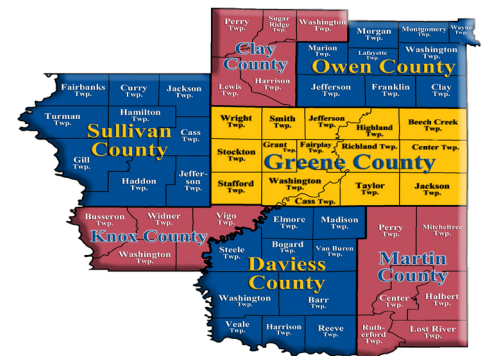 Perry
Twp.
Sugar
Ridge
Twp.
Washington
Twp.
Clay
County
Lewis
Twp.
Harrison
Twp.
Morgan
Twp.
Montgomery
Twp.
Wayne
Twp.
Marion
Twp.
Lafayette
Twp.
Washington
Twp.
Owen County
Jefferson
Twp.
Franklin
Twp.
Clay
Twp.
Fairbanks
Twp.
Curry
Twp.
Jackson
Twp.
Turman
Twp.
Hamilton
Twp.
Cass
Twp.
Sullivan
County
Gill
Twp.
Haddon
Twp.
Jeffer-
son
Twp.
Wright
Twp.
Smith
Twp.
Jefferson
Twp.
Highland
Twp.
Beech Creek
Twp.
Stockton
Twp.
Grant
Twp.
Fairplay
Twp.
Richland Twp.
Center Twp.
Greene County
Stafford
Twp.
Washington
Twp.
Cass Twp.
Taylor
Twp.
Jackson
Twp.
Busseron
Twp.
Widner
Twp.
Vigo
Twp.
Knox County
Washington
Twp.
Elmore
Twp.
Madison
Twp.
Steele
Twp.
Bogard
Twp.
Van Buren
Twp.
Daviess
County
Washington
Twp.
Barr
Twp.
Veale
Twp.
Harrison
Twp.
Reeve
Twp.
Perry
Twp.
Mitcheltree
Twp.
Martin
County
Center
Twp.
Halbert
Twp.
Ruth-
erford
Twp.
Lost River
Twp.